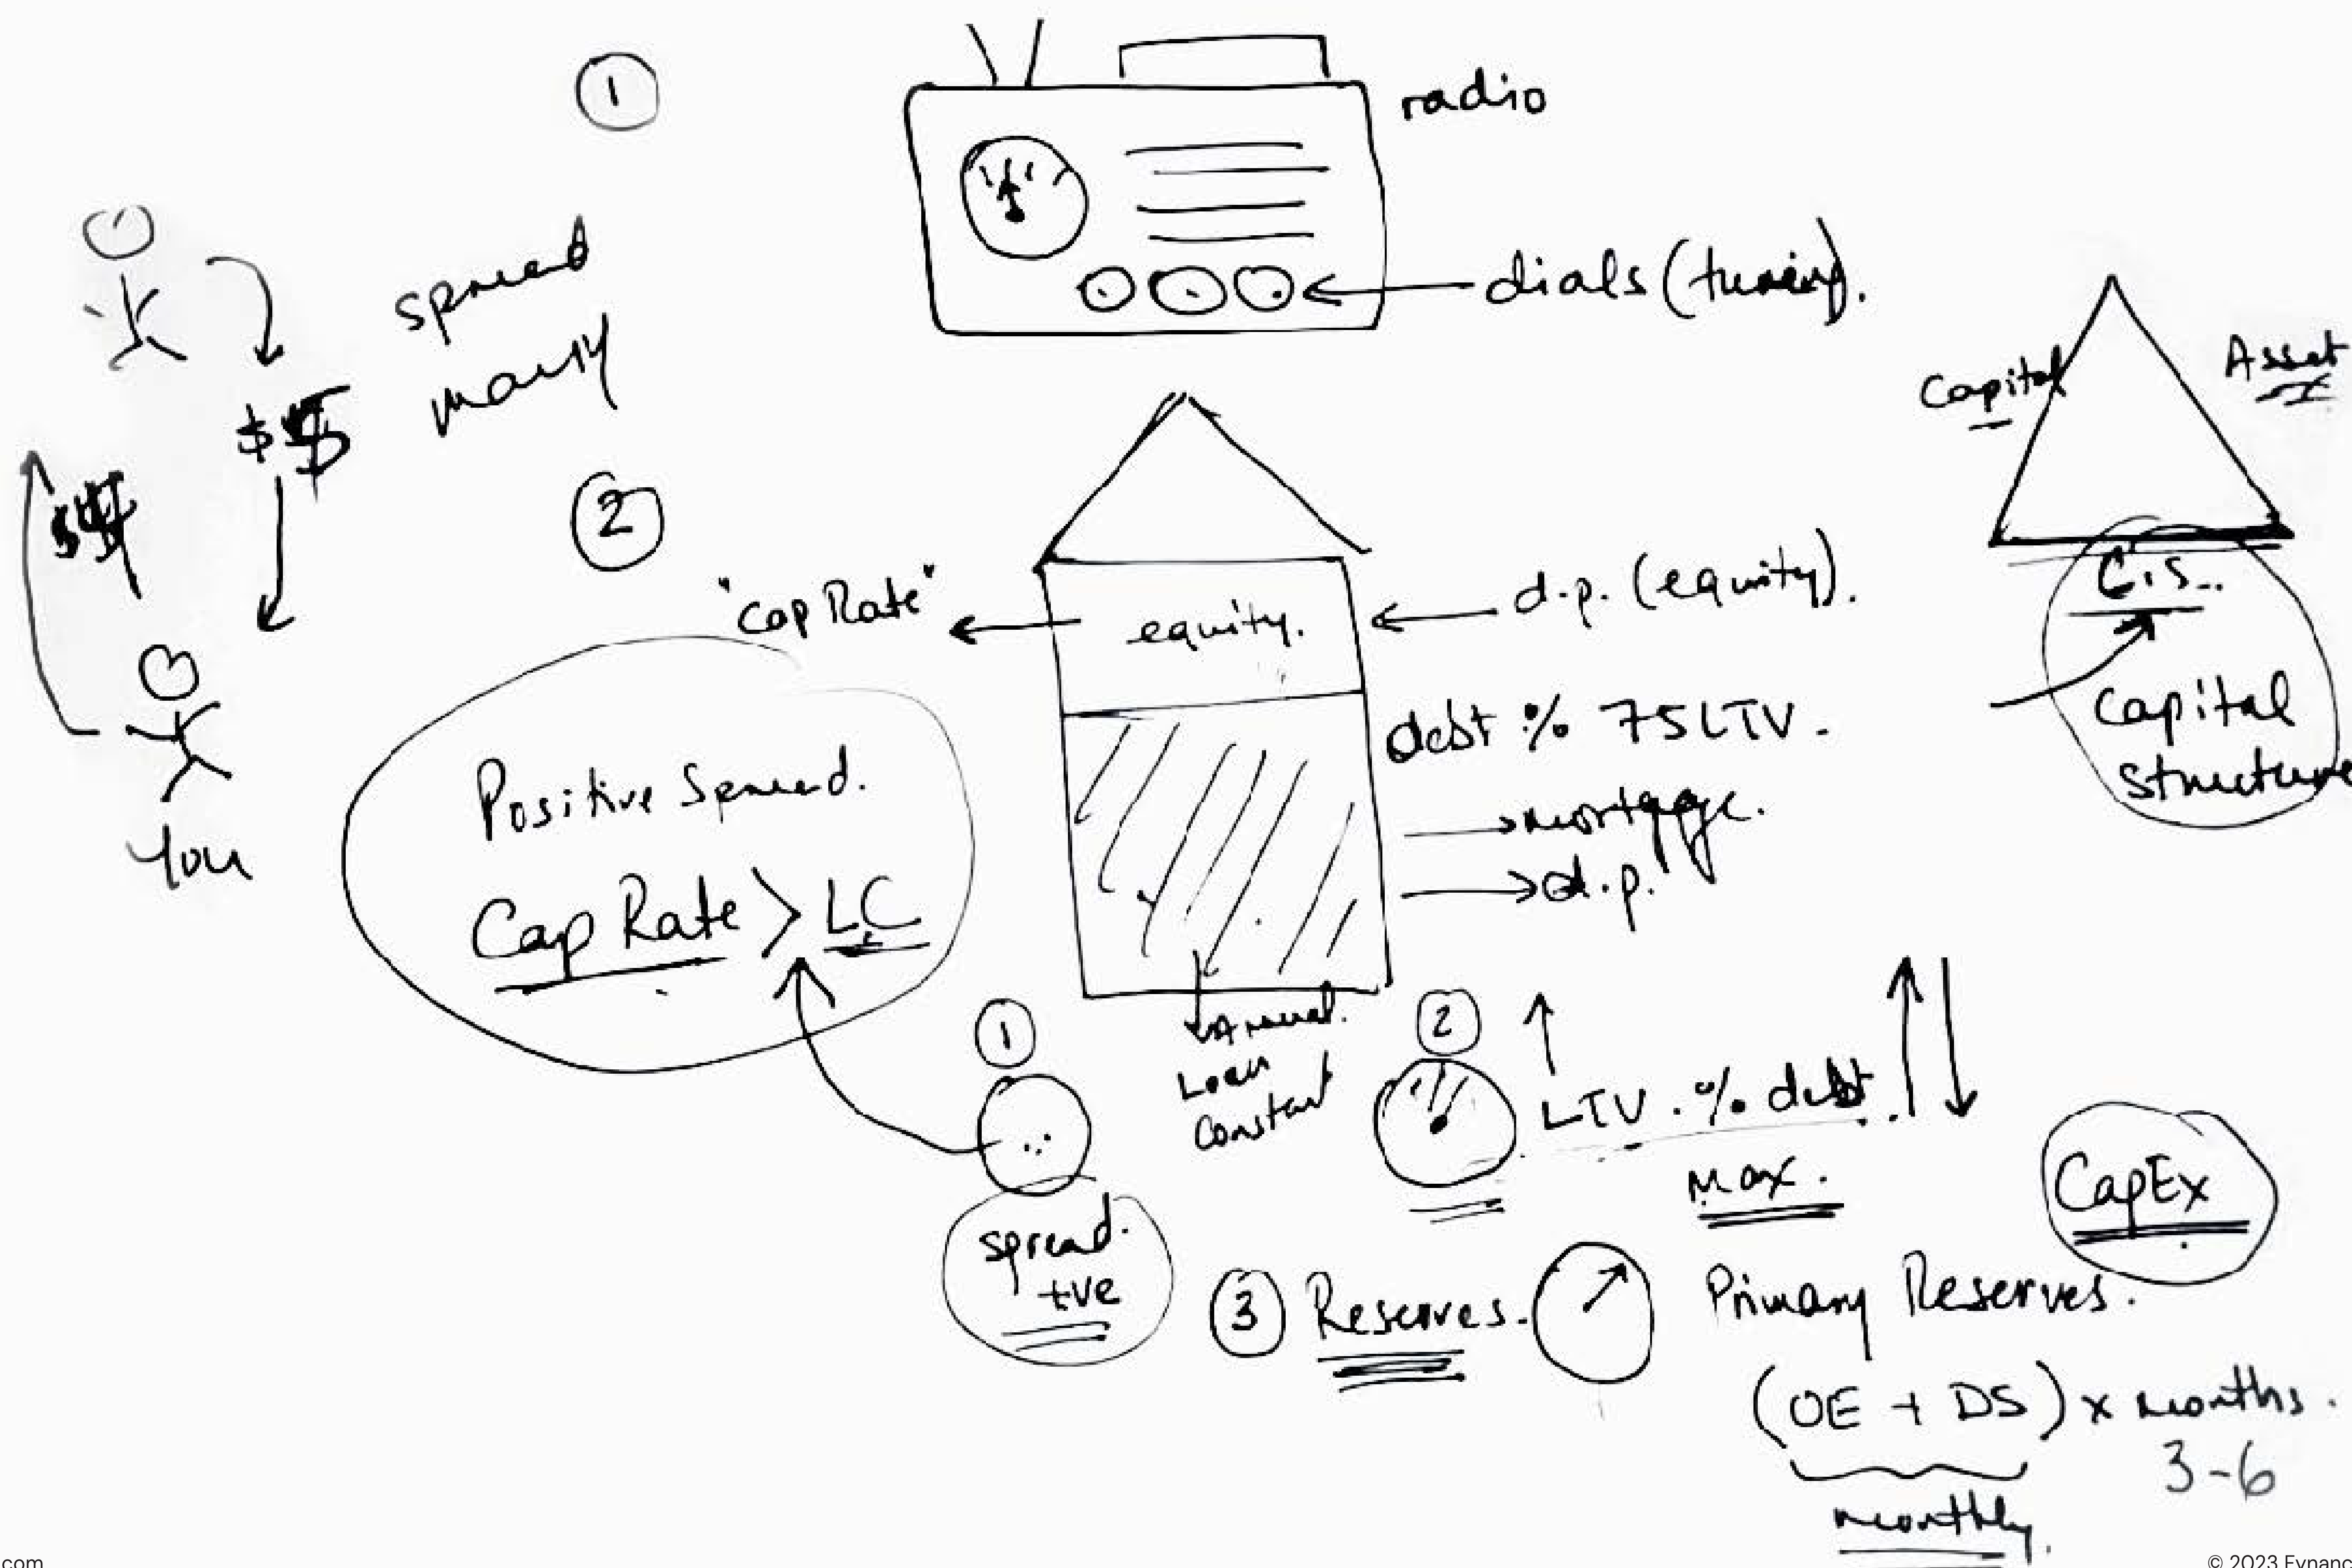 1
radio
dials (tuning).
spread
$ $
$$
You
2
"Cap Rate"
equity.
d.p. (equity).
debt % 75 LTV.
mortgage.
d.p.
Capital
Asset
C.S.
Capital
structure
Positive Spread.
Cap Rate > LC
1
spread.
+ve
Annual.
Loan
Constant
2
LTV. % debt.
Max.
CapEx
3 Reserves.
Primary Reserves.
(OE + DS) x months.
3-6
monthly.
.com
© 2023 Fynanc